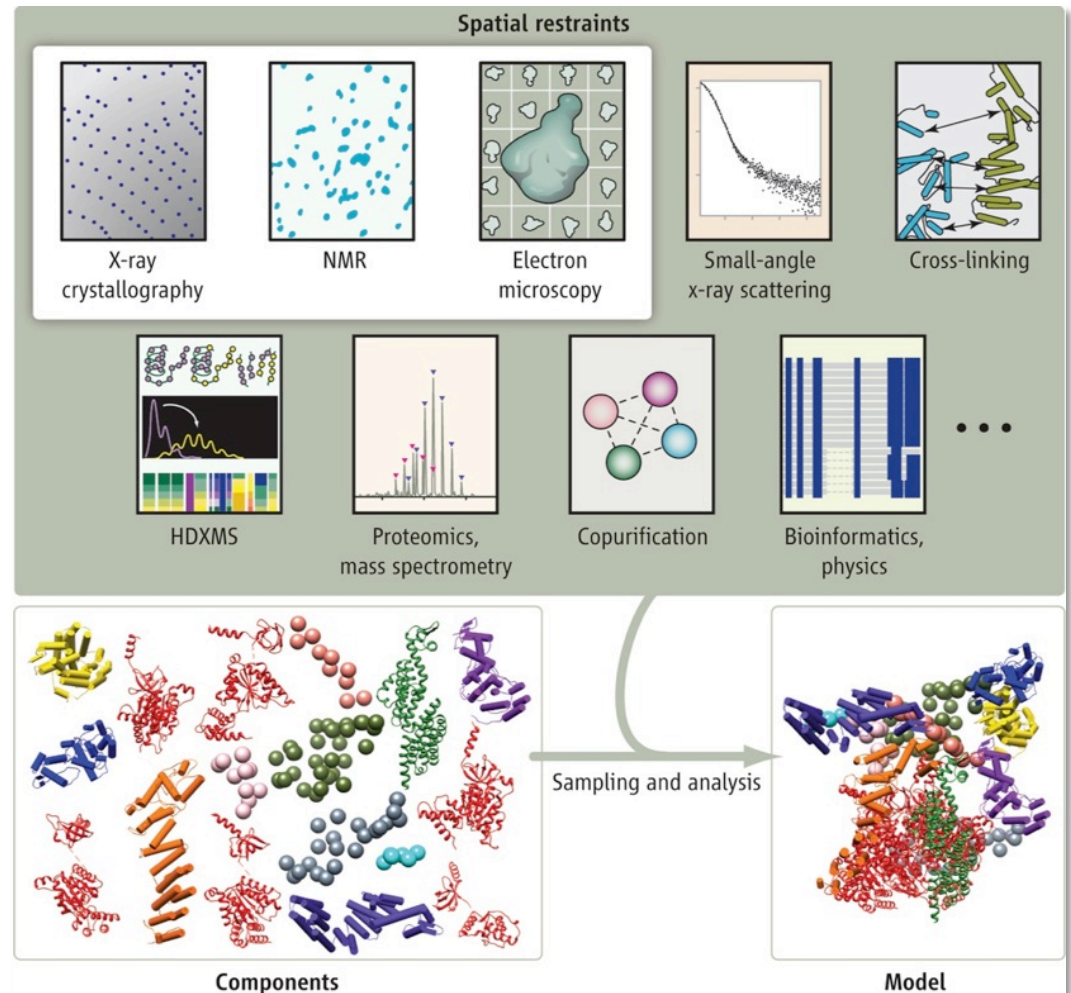 Spatial restraints
X-ray
crystallography
NMR
Electron
microscopy
Small-angle
x-ray scattering
Cross-linking
HDXMS
Proteomics,
mass spectrometry
Copurification
Bioinformatics,
physics
• • •
Sampling and analysis
Components
Model